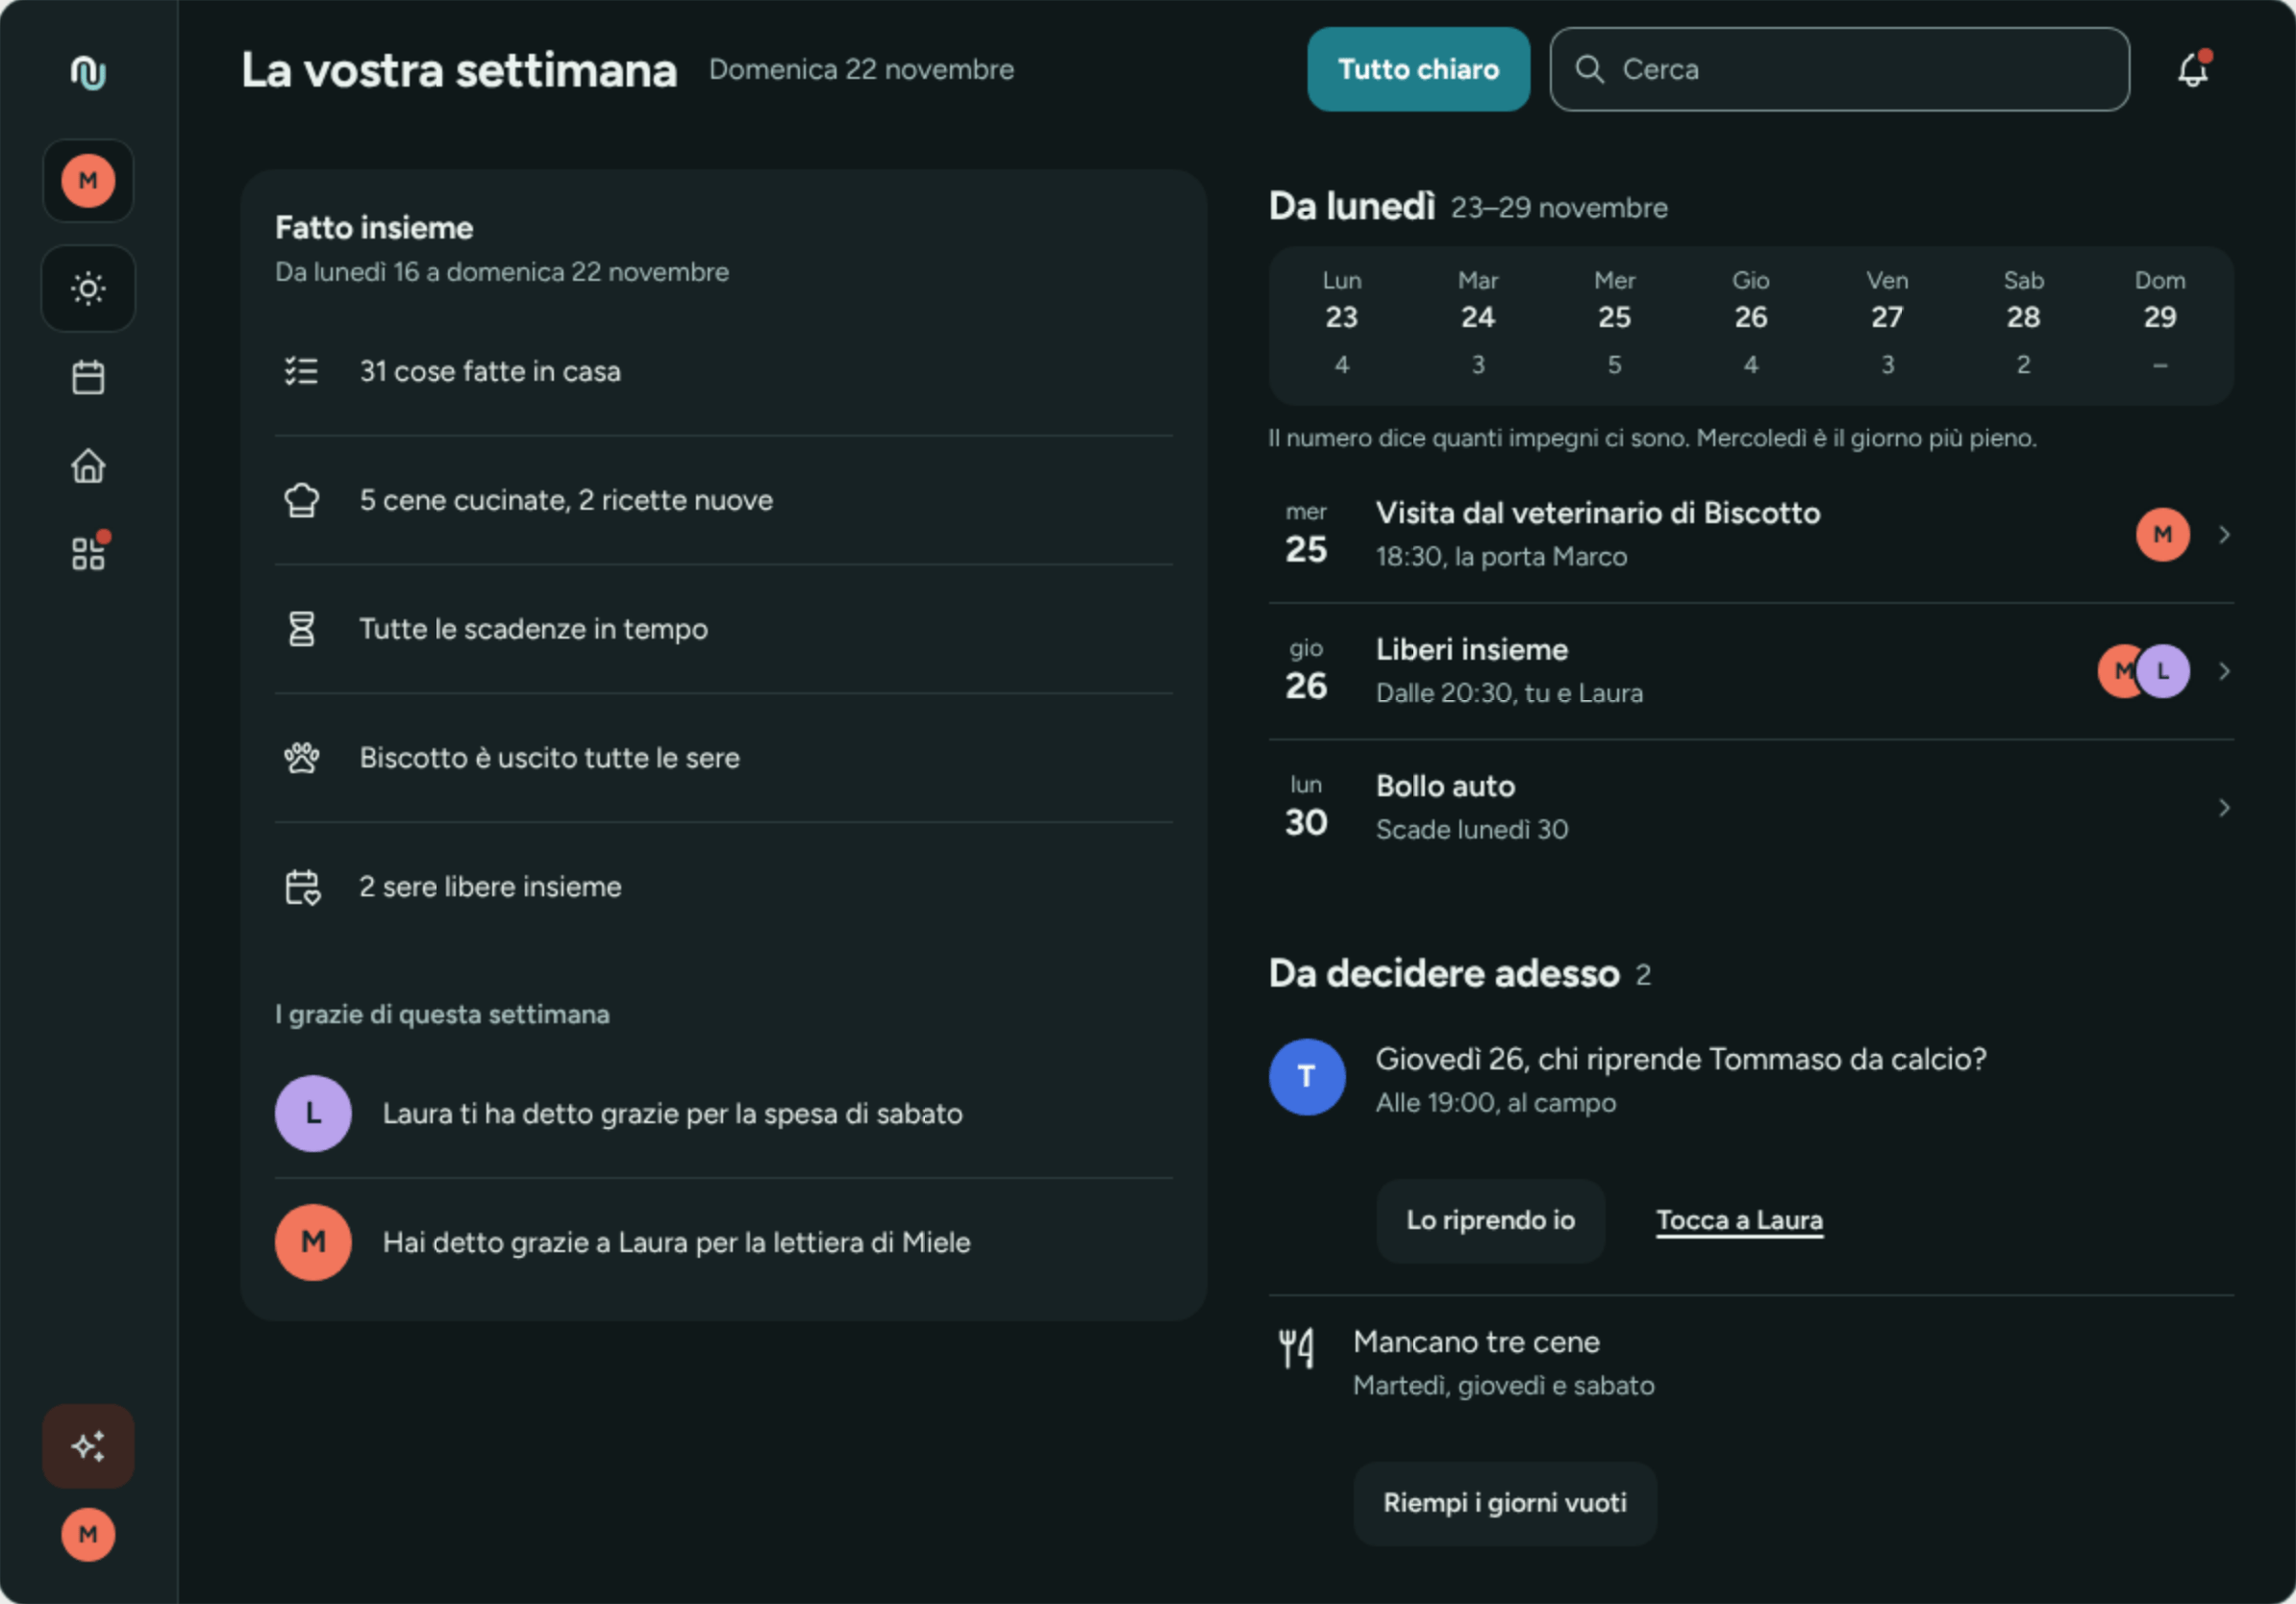 La vostra settimana
Domenica 22 novembre
Tutto chiaro
Cerca
M
Fatto insieme
Da lunedì 16 a domenica 22 novembre
31 cose fatte in casa
5 cene cucinate, 2 ricette nuove
Tutte le scadenze in tempo
Biscotto è uscito tutte le sere
2 sere libere insieme
I grazie di questa settimana
L
Laura ti ha detto grazie per la spesa di sabato
M
Hai detto grazie a Laura per la lettiera di Miele
M
Da lunedì 23–29 novembre
Lun Mar Mer Gio Ven Sab Dom
23 24 25 26 27 28 29
4 3 5 4 3 2 –
Il numero dice quanti impegni ci sono. Mercoledì è il giorno più pieno.
mer
25
Visita dal veterinario di Biscotto
18:30, la porta Marco
M
gio
26
Liberi insieme
Dalle 20:30, tu e Laura
M L
lun
30
Bollo auto
Scade lunedì 30
Da decidere adesso 2
T
Giovedì 26, chi riprende Tommaso da calcio?
Alle 19:00, al campo
Lo riprendo io
Tocca a Laura
Mancano tre cene
Martedì, giovedì e sabato
Riempi i giorni vuoti